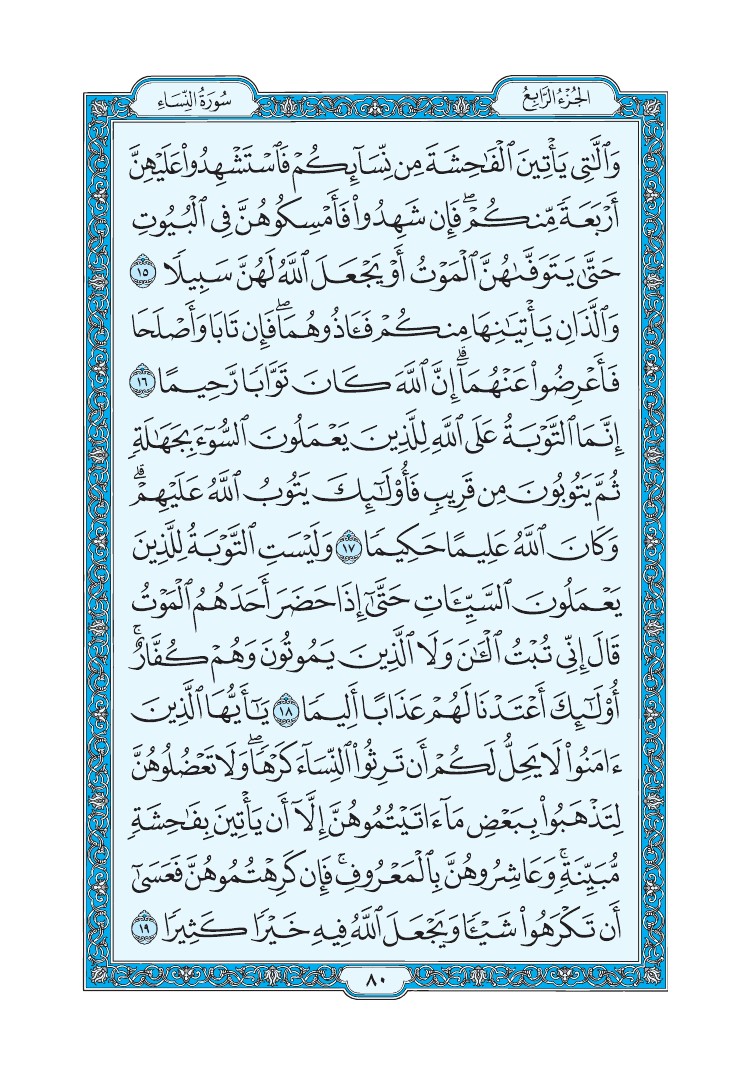 سُورَةُ النِّسَاءِ
الجُزْءُ الرَّابِعُ
وَٱلَّٰتِي يَأْتِينَ ٱلْفَٰحِشَةَ مِن نِّسَآئِكُمْ فَٱسْتَشْهِدُوا۟ عَلَيْهِنَّ
أَرْبَعَةً مِّنكُمْ ۖ فَإِن شَهِدُوا۟ فَأَمْسِكُوهُنَّ فِي ٱلْبُيُوتِ
حَتَّىٰ يَتَوَفَّىٰهُنَّ ٱلْمَوْتُ أَوْ يَجْعَلَ ٱللَّهُ لَهُنَّ سَبِيلًا ١٥
وَٱلَّذَانِ يَأْتِيَٰنِهَا مِنكُمْ فَـَٔاذُوهُمَا ۖ فَإِن تَابَا وَأَصْلَحَا
فَأَعْرِضُوا۟ عَنْهُمَآ ۗ إِنَّ ٱللَّهَ كَانَ تَوَّابًا رَّحِيمًا ١٦
إِنَّمَا ٱلتَّوْبَةُ عَلَى ٱللَّهِ لِلَّذِينَ يَعْمَلُونَ ٱلسُّوٓءَ بِجَهَٰلَةٍ
ثُمَّ يَتُوبُونَ مِن قَرِيبٍ فَأُو۟لَٰٓئِكَ يَتُوبُ ٱللَّهُ عَلَيْهِمْ ۗ
وَكَانَ ٱللَّهُ عَلِيمًا حَكِيمًا ١٧ وَلَيْسَتِ ٱلتَّوْبَةُ لِلَّذِينَ
يَعْمَلُونَ ٱلسَّيِّـَٔاتِ حَتَّىٰٓ إِذَا حَضَرَ أَحَدَهُمُ ٱلْمَوْتُ
قَالَ إِنِّي تُبْتُ ٱلْـَٰٔنَ وَلَا ٱلَّذِينَ يَمُوتُونَ وَهُمْ كُفَّارٌ ۚ
أُو۟لَٰٓئِكَ أَعْتَدْنَا لَهُمْ عَذَابًا أَلِيمًا ١٨ يَٰٓأَيُّهَا ٱلَّذِينَ
ءَامَنُوا۟ لَا يَحِلُّ لَكُمْ أَن تَرِثُوا۟ ٱلنِّسَآءَ كَرْهًا ۖ وَلَا تَعْضُلُوهُنَّ
لِتَذْهَبُوا۟ بِبَعْضِ مَآ ءَاتَيْتُمُوهُنَّ إِلَّآ أَن يَأْتِينَ بِفَٰحِشَةٍ
مُّبَيِّنَةٍ ۚ وَعَاشِرُوهُنَّ بِٱلْمَعْرُوفِ ۚ فَإِن كَرِهْتُمُوهُنَّ فَعَسَىٰٓ
أَن تَكْرَهُوا۟ شَيْـًٔا وَيَجْعَلَ ٱللَّهُ فِيهِ خَيْرًا كَثِيرًا ١٩
٨٠